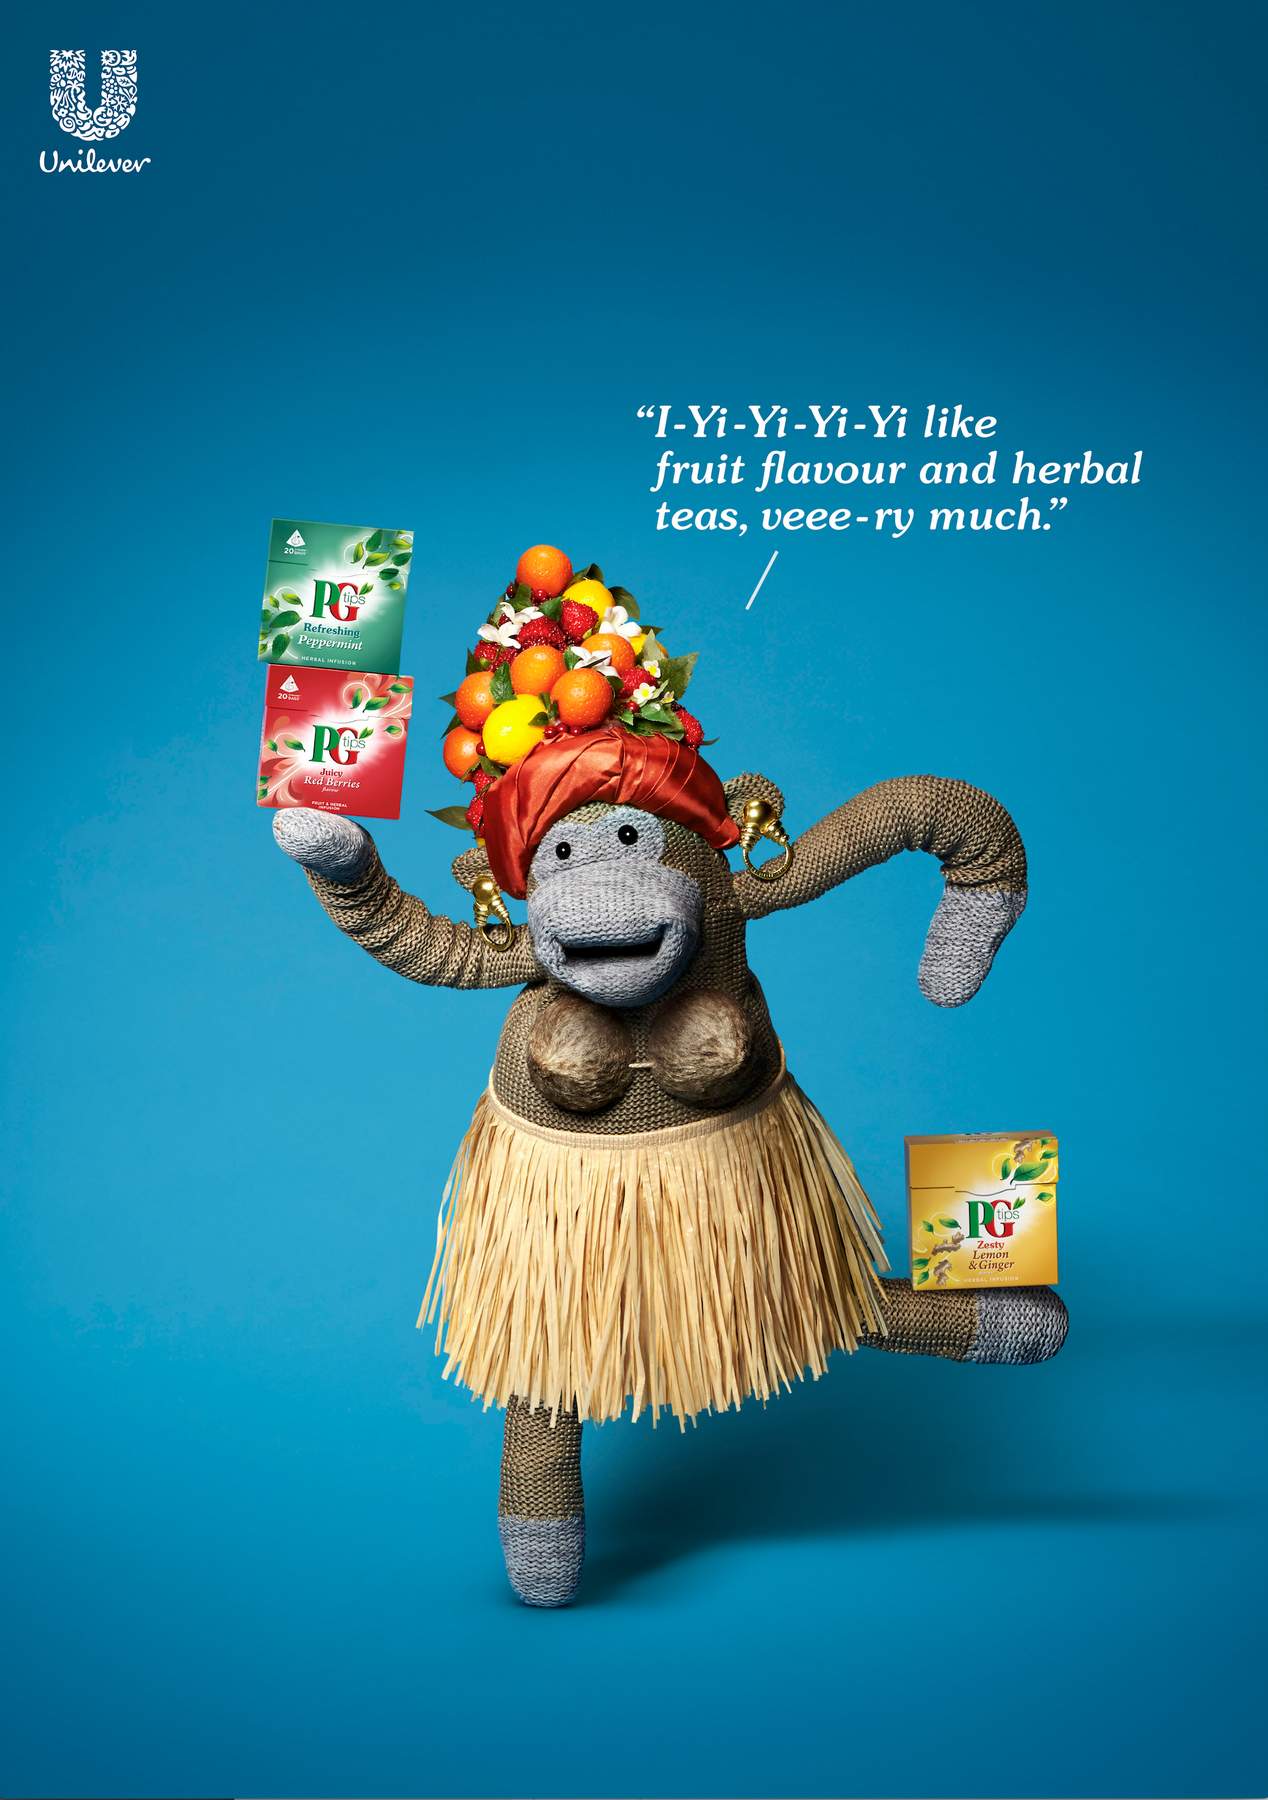 Unilever
“I-Yi-Yi-Yi-Yi like
fruit flavour and herbal
teas, veee-ry much.”
20
PG tips
Refreshing
Peppermint
HERBAL INFUSION
20
PG tips
Juicy
Red Berries
flavour
FRUIT & HERBAL
INFUSION
PG tips
Zesty
Lemon
& Ginger
HERBAL INFUSION